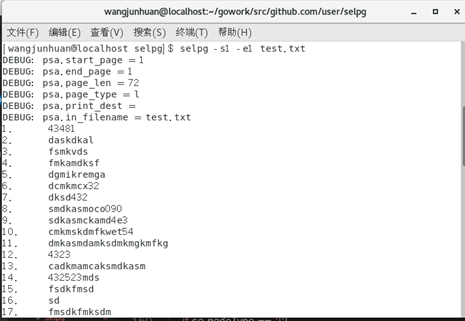 wangjunhuan@localhost:~/gowork/src/github.com/user/selpg
文件(F) 编辑(E) 查看(V) 搜索(S) 终端(T) 帮助(H)
[wangjunhuan@localhost selpg]$ selpg -s1 -e1 test.txt
DEBUG: psa.start_page = 1
DEBUG: psa.end_page = 1
DEBUG: psa.page_len = 72
DEBUG: psa.page_type = l
DEBUG: psa.print_dest =
DEBUG: psa.in_filename = test.txt
1. 43481
2. daskdkal
3. fsmkvds
4. fmkamdksf
5. dgmikremga
6. dcmkmcx32
7. dksd432
8. smdkasmoco090
9. sdkasmckamd4e3
10. cmkmskdmfkwet54
11. dmkasmdamksdmkmgkmfkg
12. 4323
13. cadkmamcaksmdkasm
14. 432523mds
15. fsdkfmsd
16. sd
17. fmsdkfmksdm